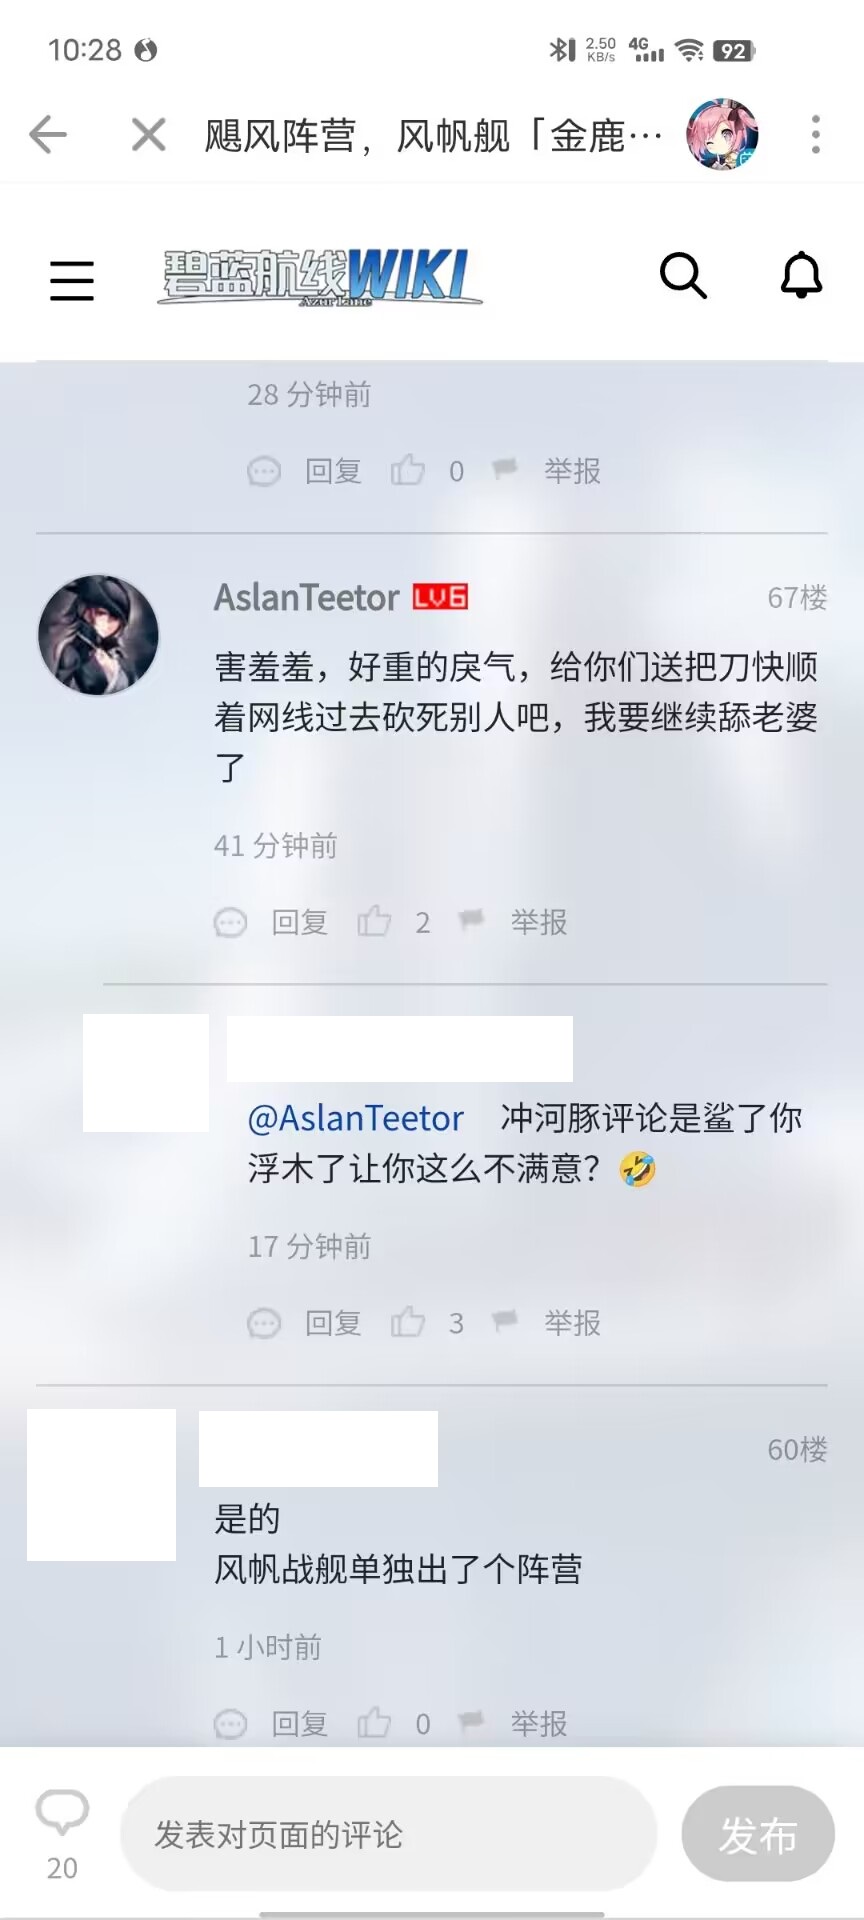 10:28
2.50
KB/s
4G
92
飓风阵营，风帆舰「金鹿…
碧蓝航线WIKI
Azur Lane
28 分钟前
回复 0 举报
AslanTeetor LV6 67楼
害羞羞，好重的戾气，给你们送把刀快顺
着网线过去砍死别人吧，我要继续舔老婆
了
41 分钟前
回复 2 举报
@AslanTeetor 冲河豚评论是鲨了你
浮木了让你这么不满意？🤣
17 分钟前
回复 3 举报
60楼
是的
风帆战舰单独出了个阵营
1 小时前
回复 0 举报
20
发表对页面的评论
发布